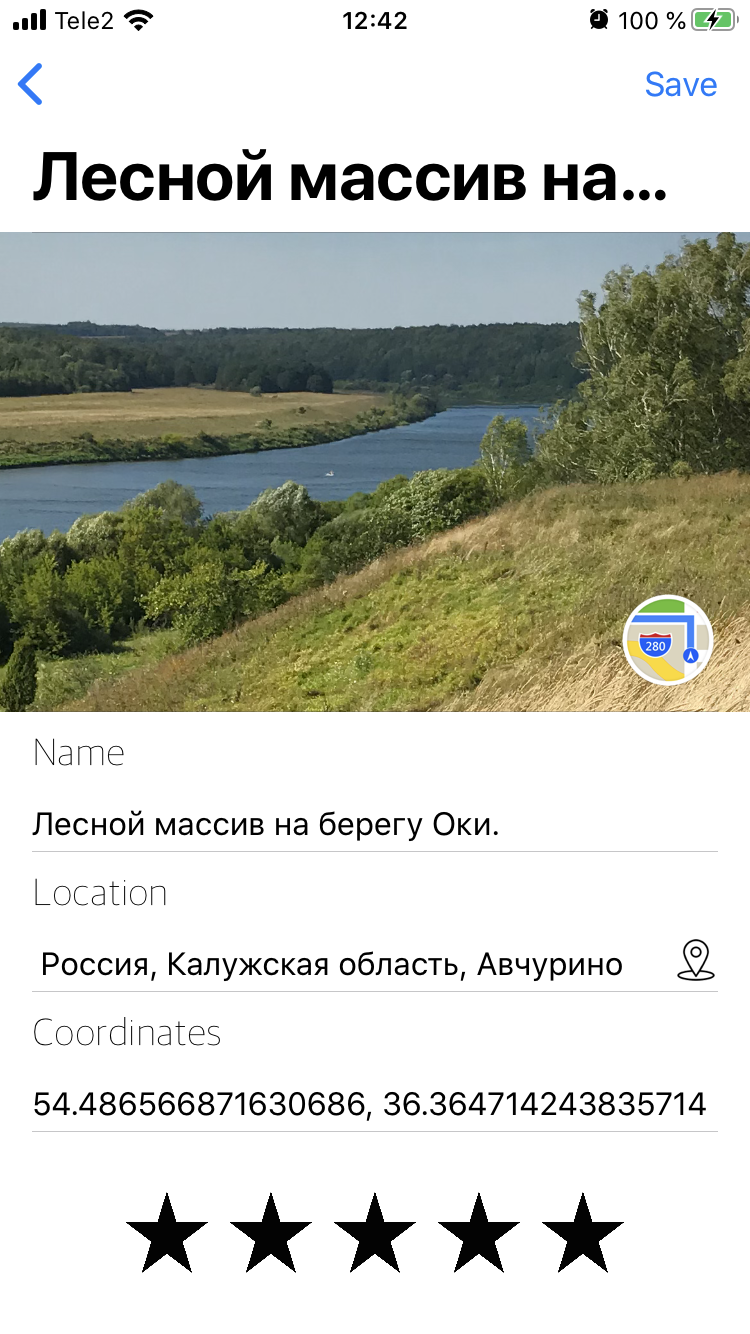 Tele2 12:42 100 %
Save
Лесной массив на...
280
Name
Лесной массив на берегу Оки.
Location
Россия, Калужская область, Авчурино
Coordinates
54.486566871630686, 36.364714243835714